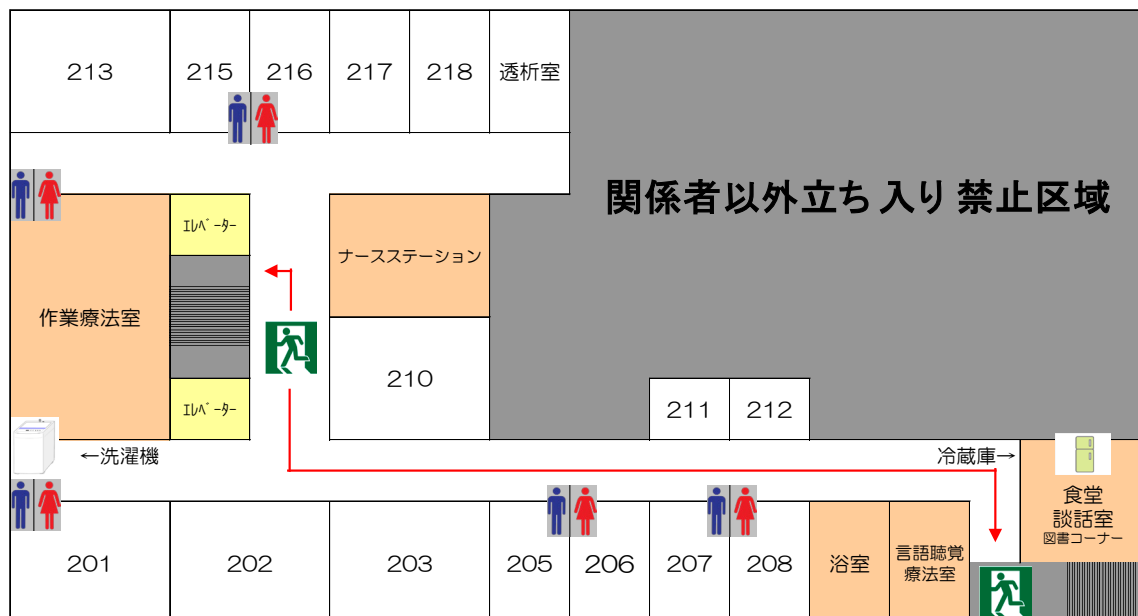 213
215
216
217
218
透析室
関係者以外立ち入り禁止区域
ｴﾚﾍﾞｰﾀｰ
ナースステーション
作業療法室
210
ｴﾚﾍﾞｰﾀｰ
211
212
←洗濯機
冷蔵庫→
食堂
談話室
図書コーナー
201
202
203
205
206
207
208
浴室
言語聴覚
療法室